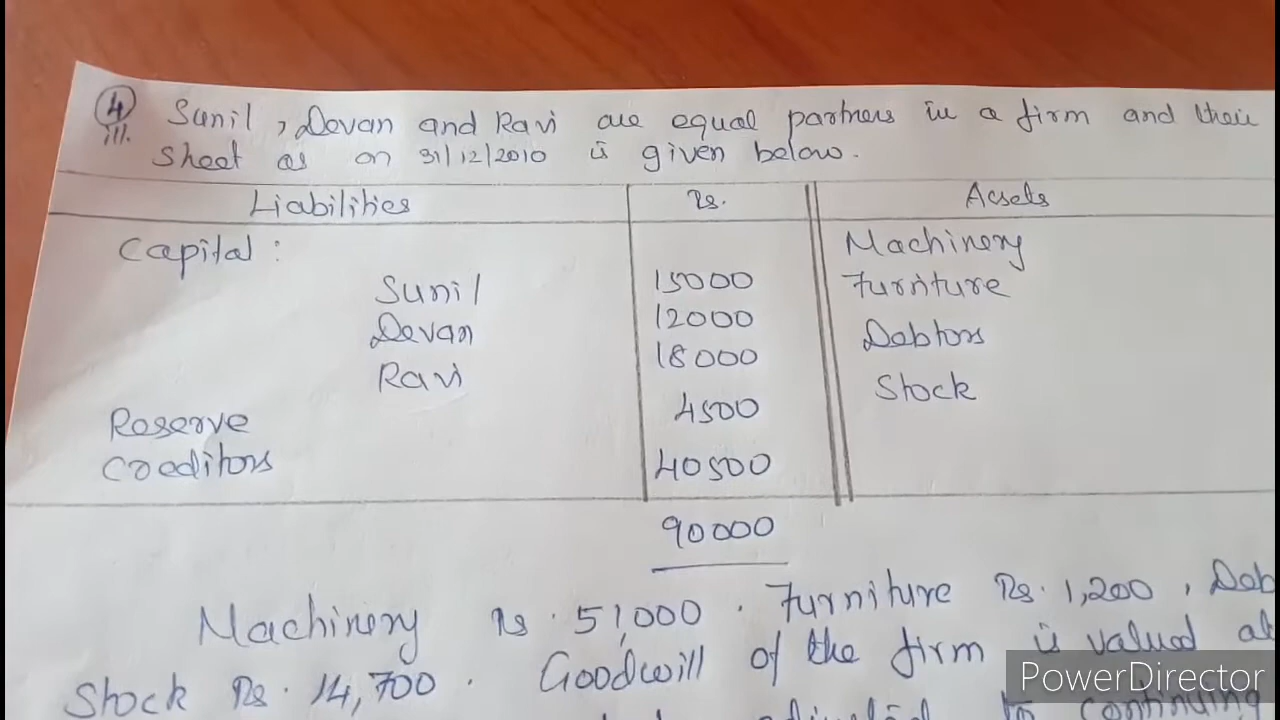 4 Sunil, Devan and Ravi are equal partners in a firm and their
ill. sheet as on 31/12/2010 is given below.
Liabilities Rs. Assets
Capital : Machinery
Sunil 15000 Furniture
Devan 12000 Debtors
Ravi 18000 Stock
Reserve 4500
Creditors 40500
90000
Machinery Rs. 51,000. Furniture Rs. 1,200, Deb
Stock Rs. 14,700. Goodwill of the firm is valued at
to continuing
PowerDirector